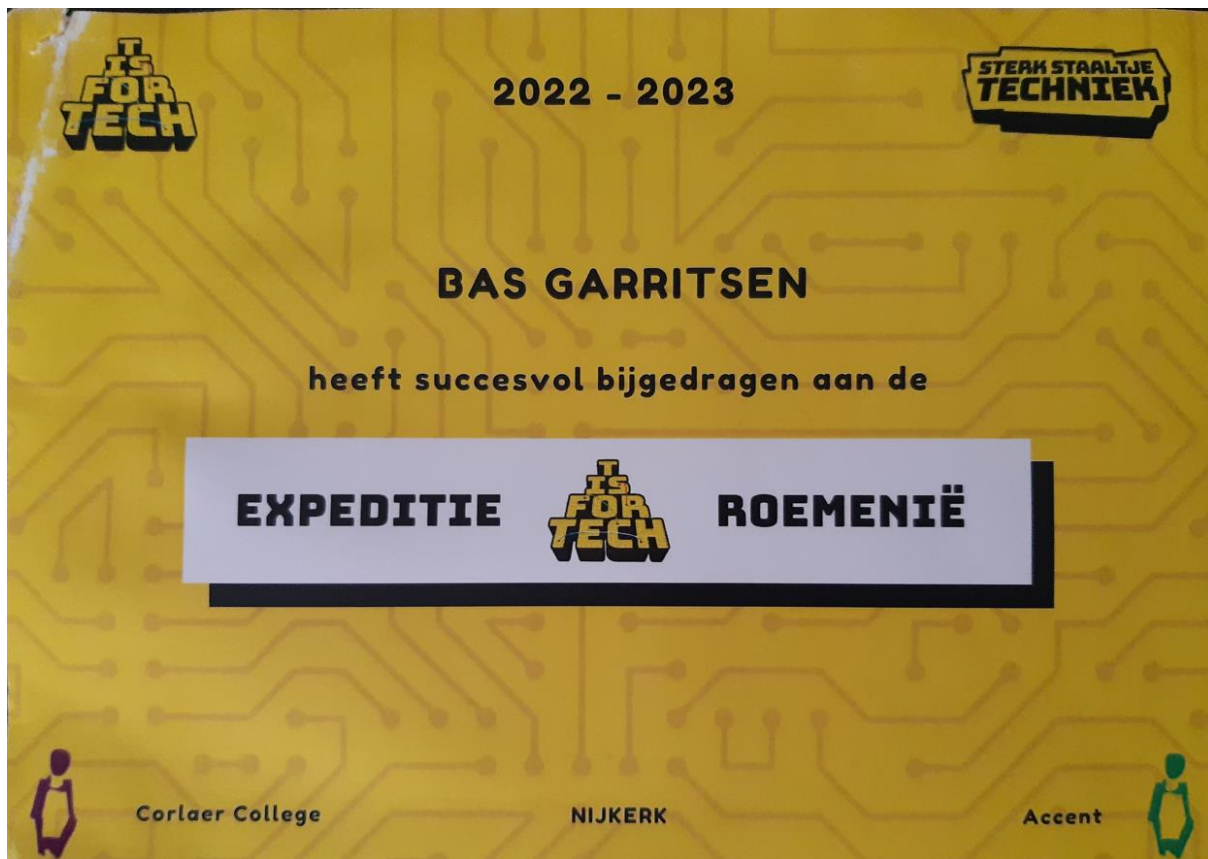 T
IS
FOR
TECH
2022 - 2023
STERK STAALTJE
TECHNIEK
BAS GARRITSEN
heeft succesvol bijgedragen aan de
EXPEDITIE
T
IS
FOR
TECH
ROEMENIË
Corlaer College
NIJKERK
Accent